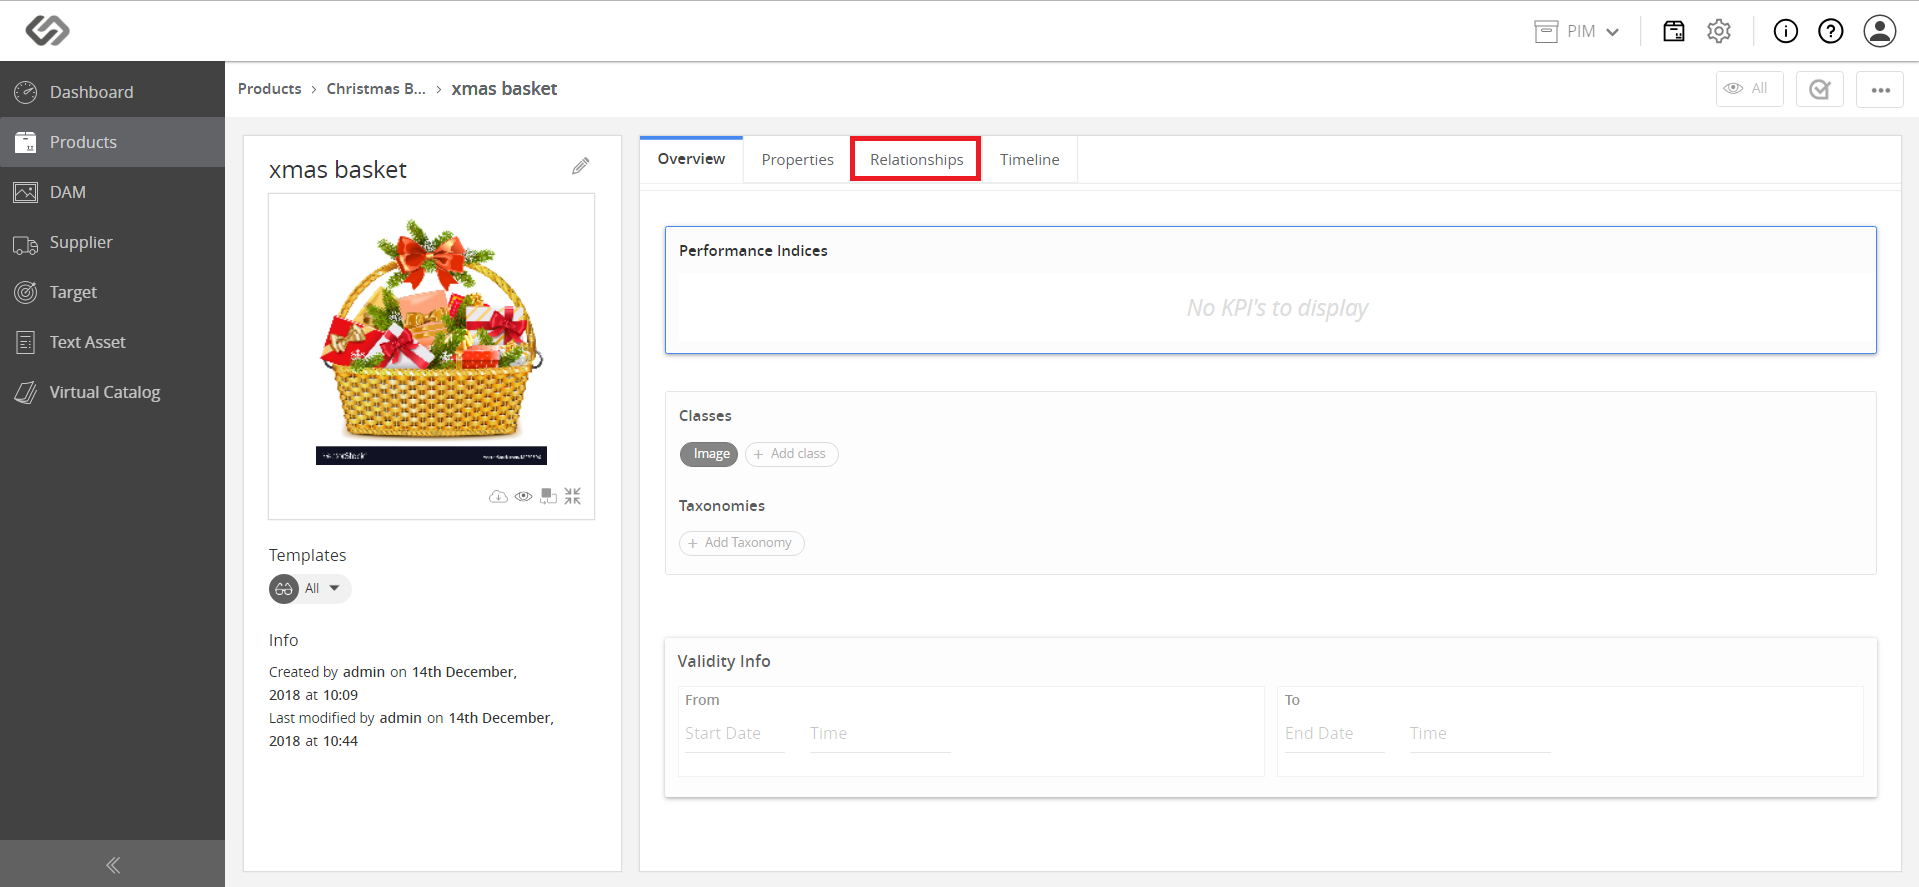 PIM
Dashboard
Products
DAM
Supplier
Target
Text Asset
Virtual Catalog
Products > Christmas B... > xmas basket
All
xmas basket
Templates
All
Info
Created by admin on 14th December,
2018 at 10:09
Last modified by admin on 14th December,
2018 at 10:44
Overview Properties Relationships Timeline
Performance Indices
No KPI's to display
Classes
Image + Add class
Taxonomies
+ Add Taxonomy
Validity Info
From
Start Date Time
To
End Date Time